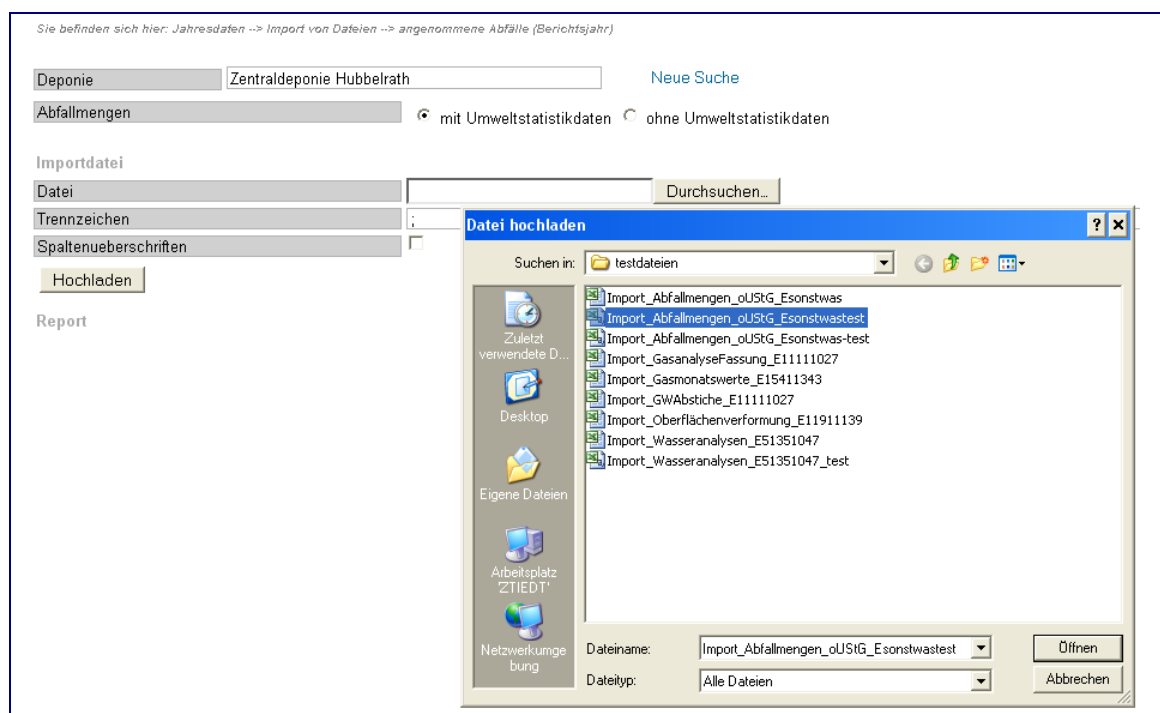 Sie befinden sich hier: Jahresdaten --> Import von Dateien --> angenommene Abfälle (Berichtsjahr)
Deponie Zentraldeponie Hubbelrath Neue Suche
Abfallmengen mit Umweltstatistikdaten ohne Umweltstatistikdaten
Importdatei
Datei Durchsuchen...
Trennzeichen ;
Spaltenueberschriften
Hochladen
Report
Datei hochladen
Suchen in: testdateien
Zuletzt
verwendete D...
Desktop
Eigene Dateien
Arbeitsplatz
'ZTIEDT'
Netzwerkumge
bung
Import_Abfallmengen_oUStG_Esonstwas
Import_Abfallmengen_oUStG_Esonstwastest
Import_Abfallmengen_oUStG_Esonstwas-test
Import_GasanalyseFassung_E11111027
Import_Gasmonatswerte_E15411343
Import_GWAbstiche_E11111027
Import_Oberflächenverformung_E11911139
Import_Wasseranalysen_E51351047
Import_Wasseranalysen_E51351047_test
Dateiname: Import_Abfallmengen_oUStG_Esonstwastest Öffnen
Dateityp: Alle Dateien Abbrechen